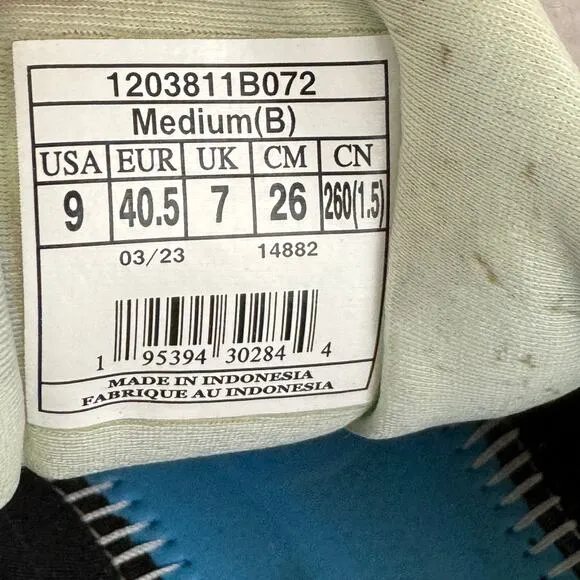 1203811B072
Medium(B)
USA EUR UK CM CN
9 40.5 7 26 260(1.5)
03/23 14882
1 95394 30284 4
MADE IN INDONESIA
FABRIQUE AU INDONESIA